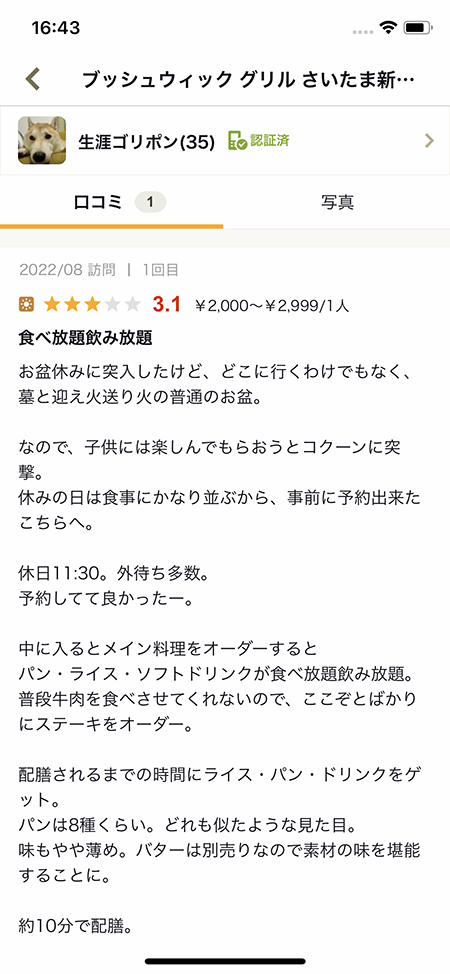 16:43
ブッシュウィック グリル さいたま新…
生涯ゴリポン(35) 認証済
口コミ 1 写真
2022/08 訪問 | 1回目
3.1 ￥2,000～￥2,999/1人
食べ放題飲み放題
お盆休みに突入したけど、どこに行くわけでもなく、
墓と迎え火送り火の普通のお盆。
なので、子供には楽しんでもらおうとコクーンに突
撃。
休みの日は食事にかなり並ぶから、事前に予約出来た
こちらへ。
休日11:30。外待ち多数。
予約してて良かったー。
中に入るとメイン料理をオーダーすると
パン・ライス・ソフトドリンクが食べ放題飲み放題。
普段牛肉を食べさせてくれないので、ここぞとばかり
にステーキをオーダー。
配膳されるまでの時間にライス・パン・ドリンクをゲ
ット。
パンは8種くらい。どれも似たような見た目。
味もやや薄め。バターは別売りなので素材の味を堪能
することに。
約10分で配膳。